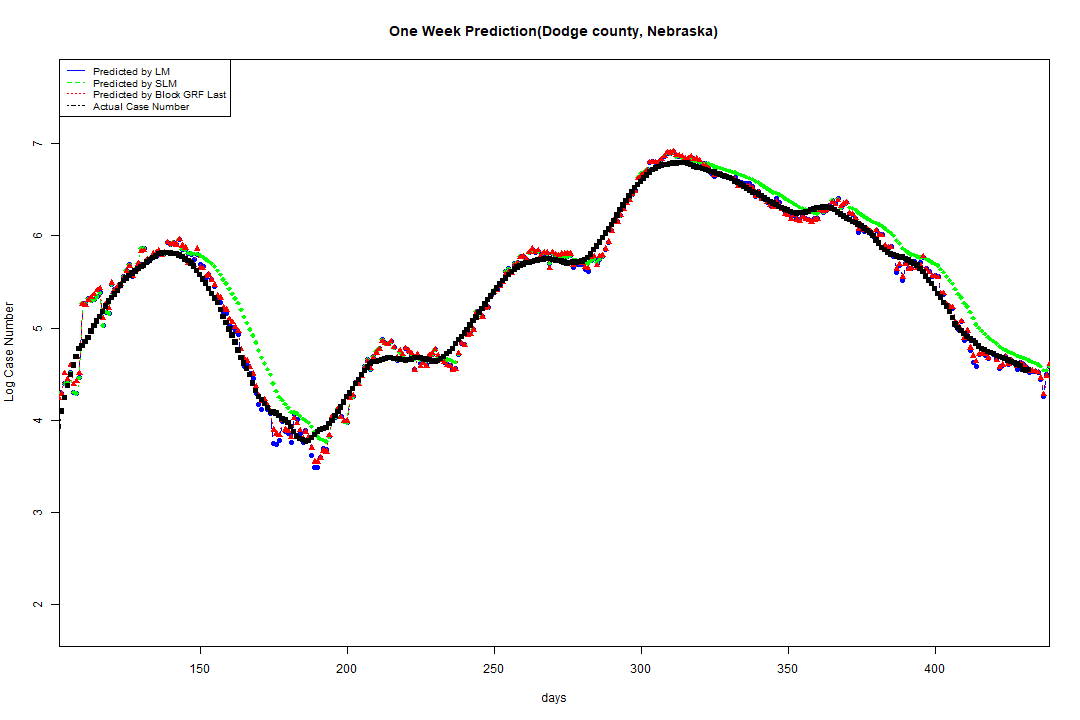 One Week Prediction(Dodge county, Nebraska)
Predicted by LM
Predicted by SLM
Predicted by Block GRF Last
Actual Case Number
Log Case Number
7
6
5
4
3
2
150 200 250 300 350 400
days